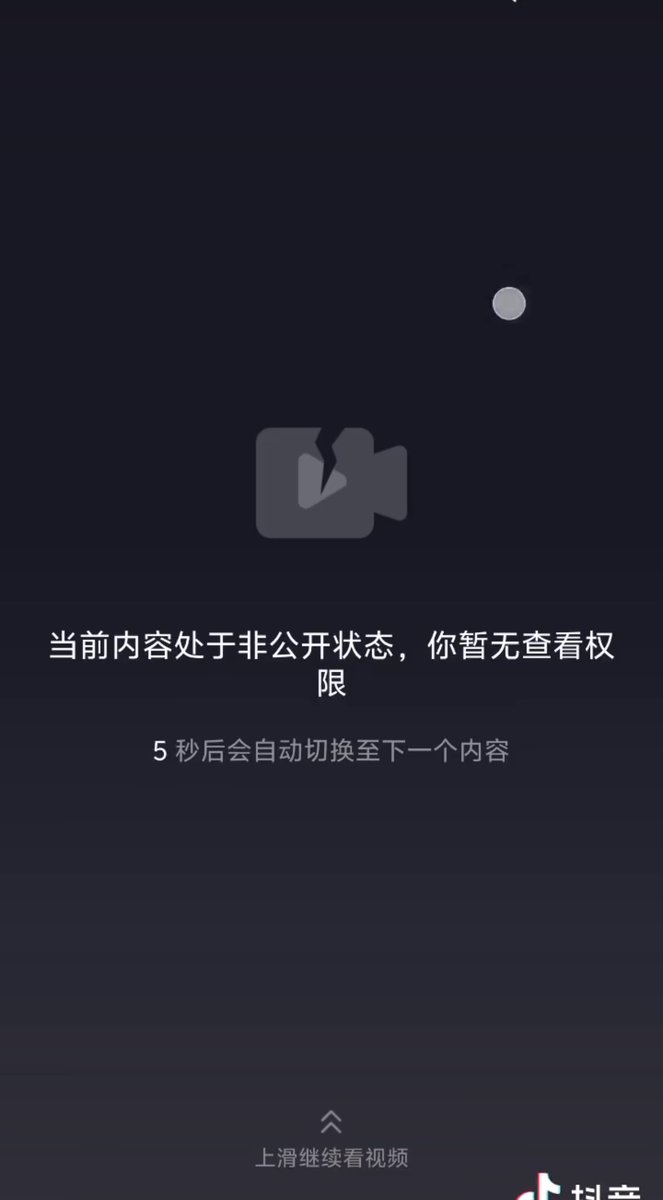 当前内容处于非公开状态，你暂无查看权
限
5 秒后会自动切换至下一个内容
上滑继续看视频
抖音